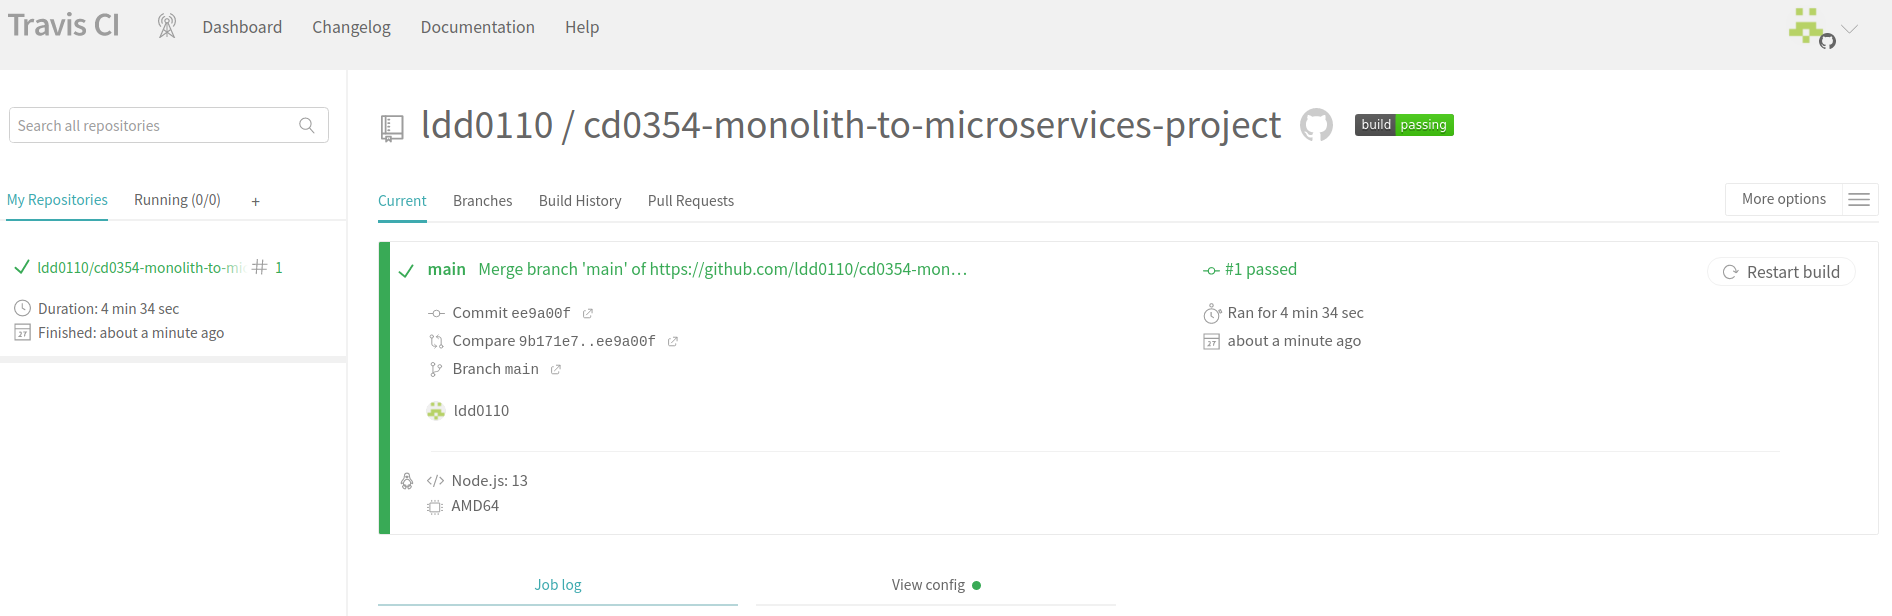 Travis CI
Dashboard
Changelog
Documentation
Help
Search all repositories
My Repositories
Running (0/0)
+
ldd0110/cd0354-monolith-to-mi
# 1
Duration: 4 min 34 sec
27 Finished: about a minute ago
ldd0110 / cd0354-monolith-to-microservices-project
build passing
Current
Branches
Build History
Pull Requests
More options
main Merge branch 'main' of https://github.com/ldd0110/cd0354-mon…
Commit ee9a00f
Compare 9b171e7..ee9a00f
Branch main
ldd0110
#1 passed
Ran for 4 min 34 sec
27 about a minute ago
Restart build
</> Node.js: 13
AMD64
Job log
View config